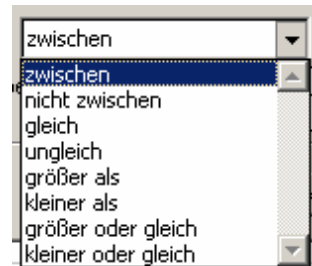 zwischen
zwischen
nicht zwischen
gleich
ungleich
größer als
kleiner als
größer oder gleich
kleiner oder gleich